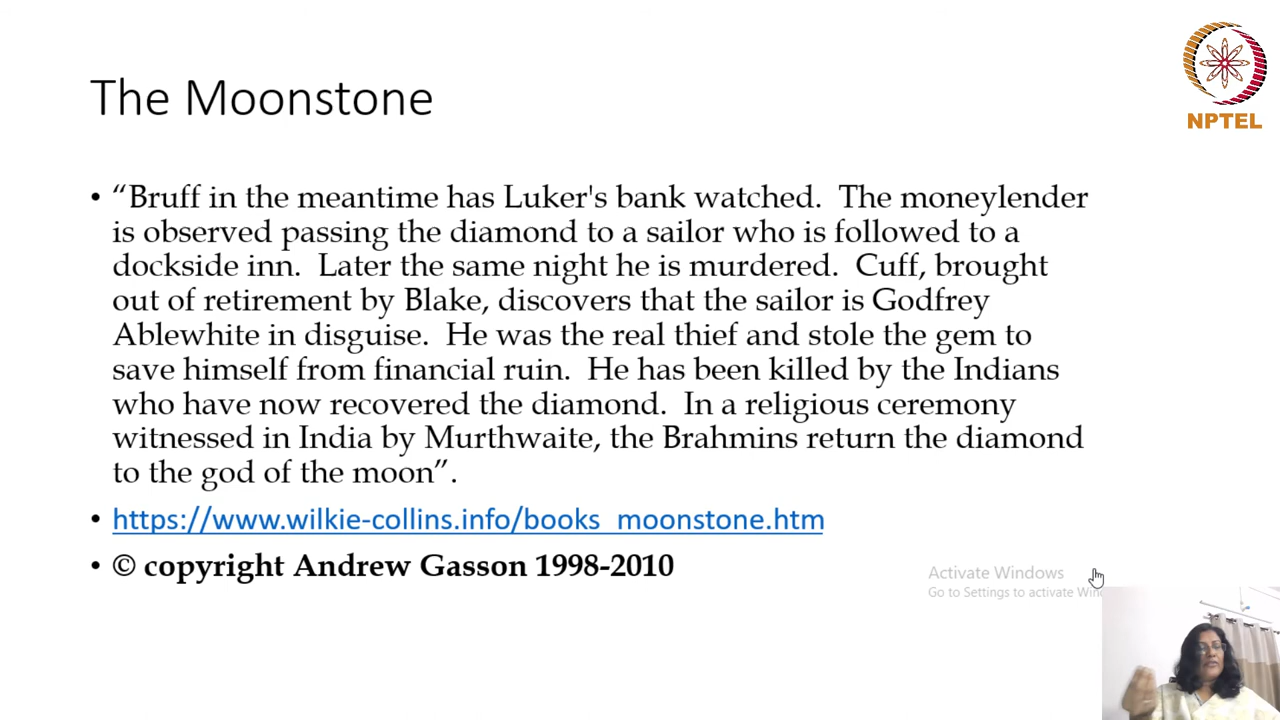 The Moonstone
NPTEL
• “Bruff in the meantime has Luker's bank watched. The moneylender
is observed passing the diamond to a sailor who is followed to a
dockside inn. Later the same night he is murdered. Cuff, brought
out of retirement by Blake, discovers that the sailor is Godfrey
Ablewhite in disguise. He was the real thief and stole the gem to
save himself from financial ruin. He has been killed by the Indians
who have now recovered the diamond. In a religious ceremony
witnessed in India by Murthwaite, the Brahmins return the diamond
to the god of the moon”.
• https://www.wilkie-collins.info/books_moonstone.htm
• © copyright Andrew Gasson 1998-2010
Activate Windows
Go to Settings to activate